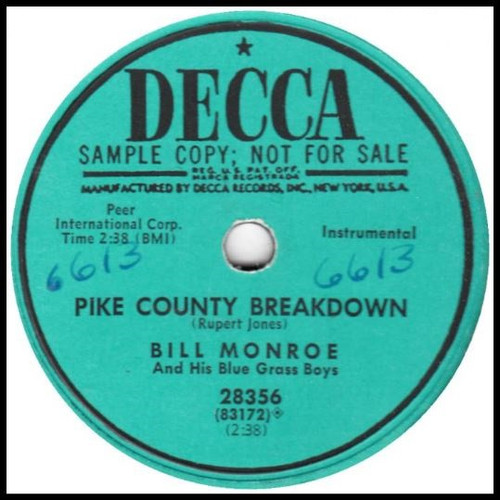 DECCA
SAMPLE COPY; NOT FOR SALE
REG. U.S. PAT. OFF.
MARCA REGISTRADA
MANUFACTURED BY DECCA RECORDS, INC., NEW YORK, U.S.A.
Peer
International Corp.
Time 2:38 (BMI)
Instrumental
6613
6613
PIKE COUNTY BREAKDOWN
(Rupert Jones)
BILL MONROE
And His Blue Grass Boys
28356
(83172)
(2:38)